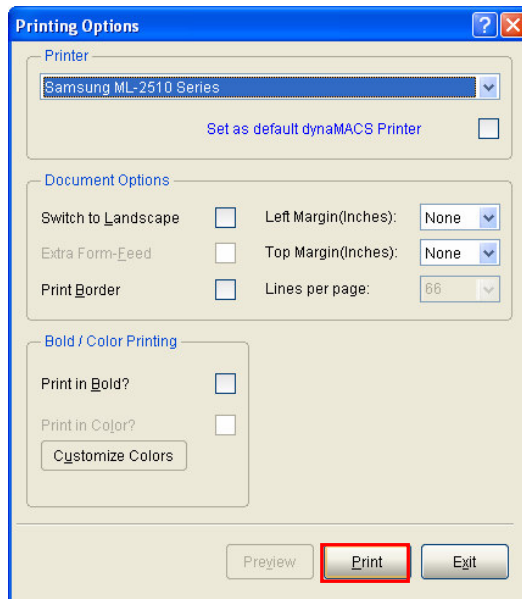 Printing Options
Printer
Samsung ML-2510 Series
Set as default dynaMACS Printer
Document Options
Switch to Landscape Left Margin(Inches): None
Extra Form-Feed Top Margin(Inches): None
Print Border Lines per page: 66
Bold / Color Printing
Print in Bold?
Print in Color?
Customize Colors
Preview Print Exit